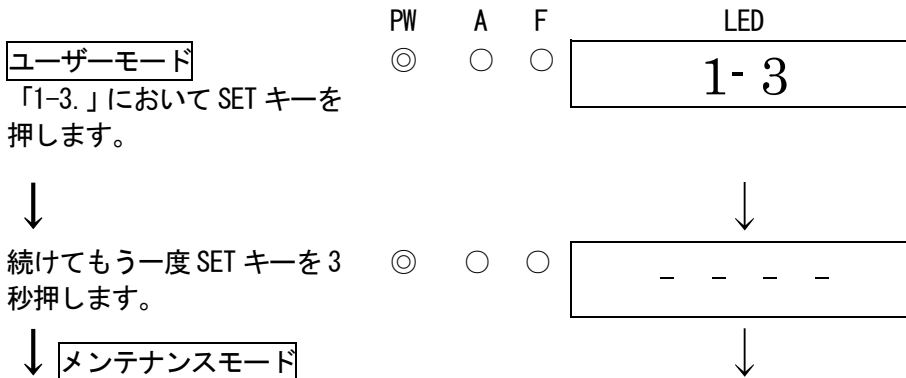 PW A F LED
ユーザーモード ◎ ○ ○ 1- 3
「1-3.」において SET キーを
押します。
↓ ↓
続けてもう一度 SET キーを 3 ◎ ○ ○ - - - -
秒押します。
↓ メンテナンスモード ↓